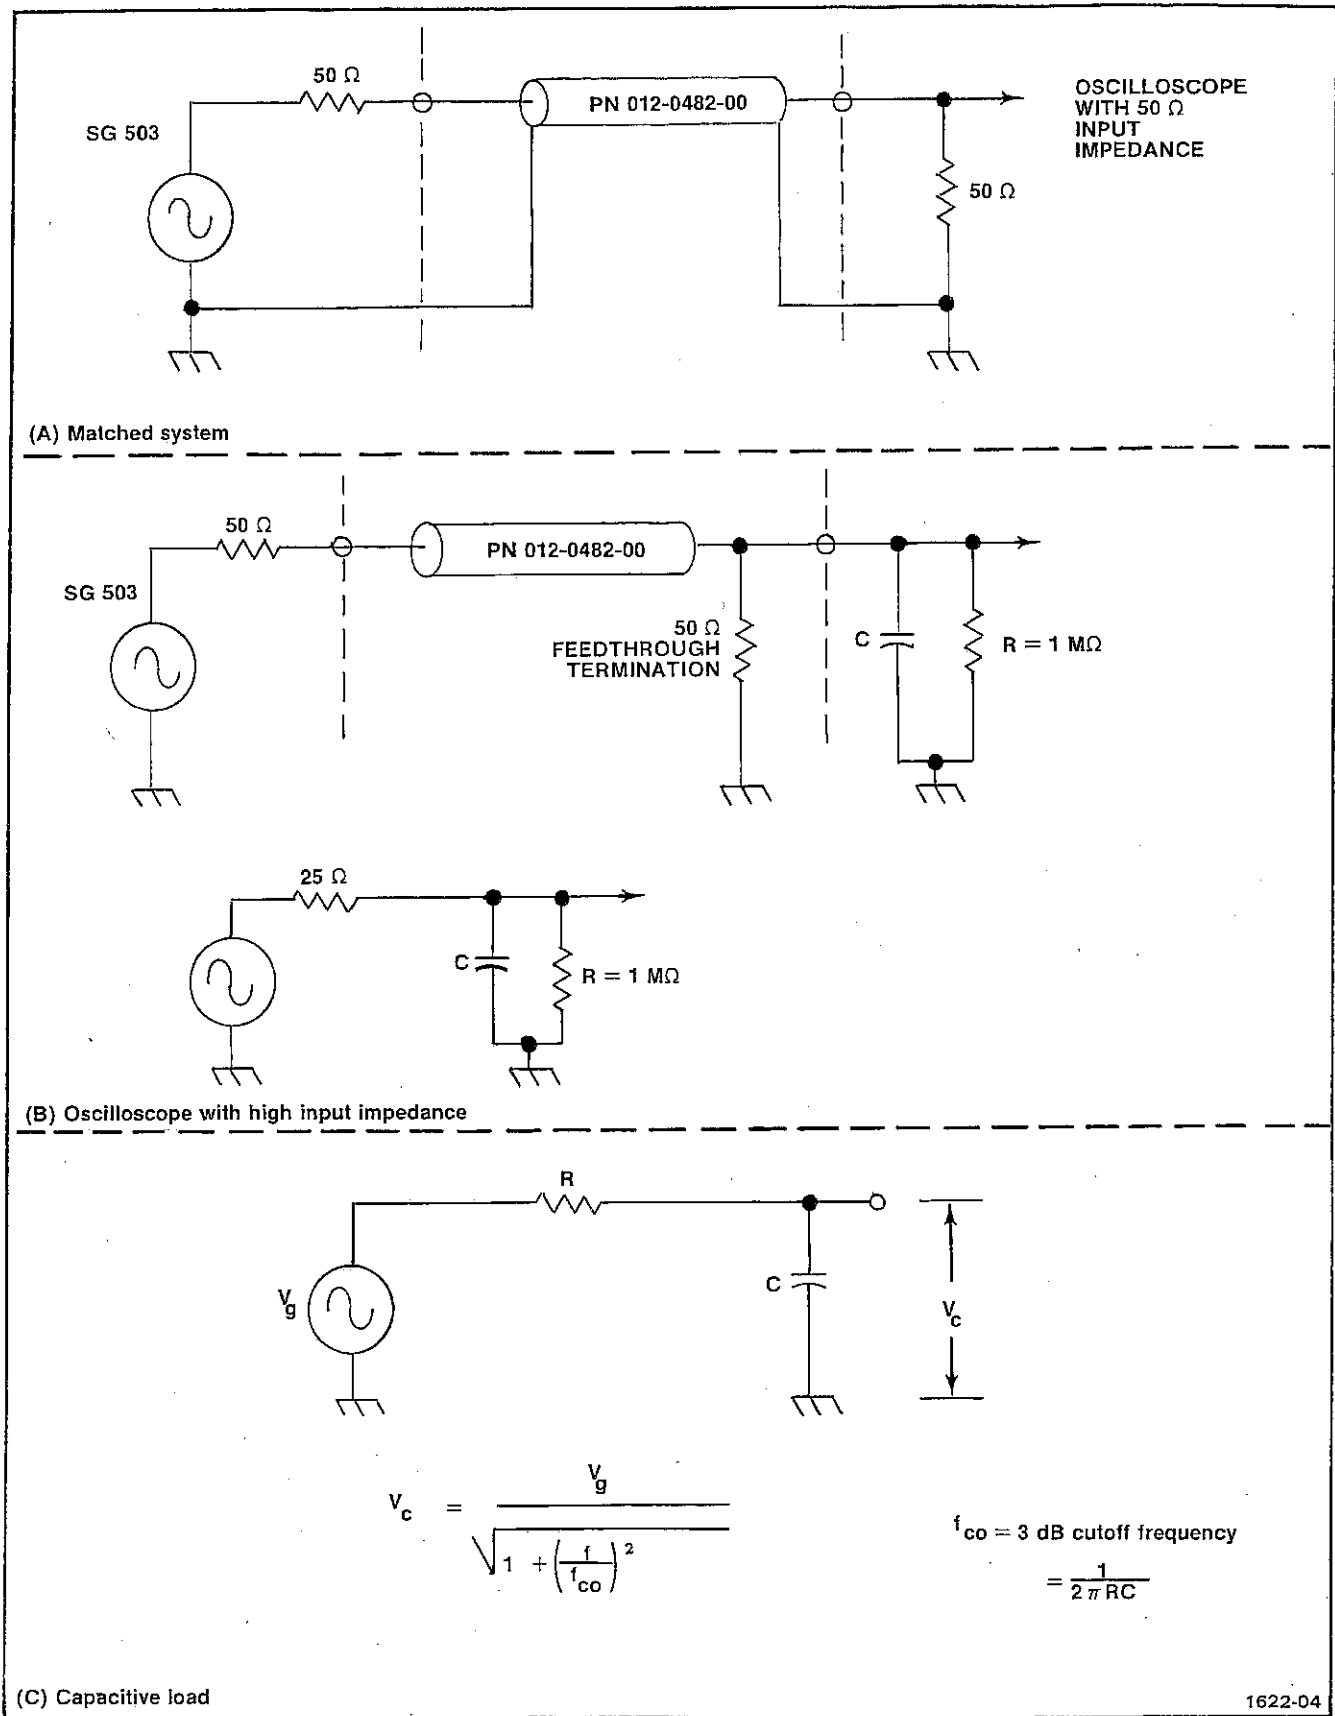 50 Ω
SG 503
PN 012-0482-00
OSCILLOSCOPE
WITH 50 Ω
INPUT
IMPEDANCE
50 Ω
(A) Matched system
50 Ω
SG 503
PN 012-0482-00
50 Ω
FEEDTHROUGH
TERMINATION
C
R = 1 MΩ
25 Ω
C
R = 1 MΩ
(B) Oscilloscope with high input impedance
R
Vg
C
Vc
Vc = Vg / √1 + (f/fco)²
fco = 3 dB cutoff frequency
= 1 / 2 π RC
(C) Capacitive load
1622-04